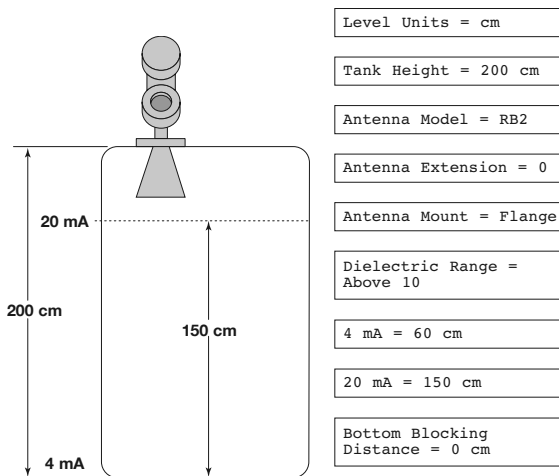 Level Units = cm
Tank Height = 200 cm
Antenna Model = RB2
Antenna Extension = 0
Antenna Mount = Flange
Dielectric Range =
Above 10
4 mA = 60 cm
20 mA = 150 cm
Bottom Blocking
Distance = 0 cm
20 mA
200 cm
150 cm
4 mA